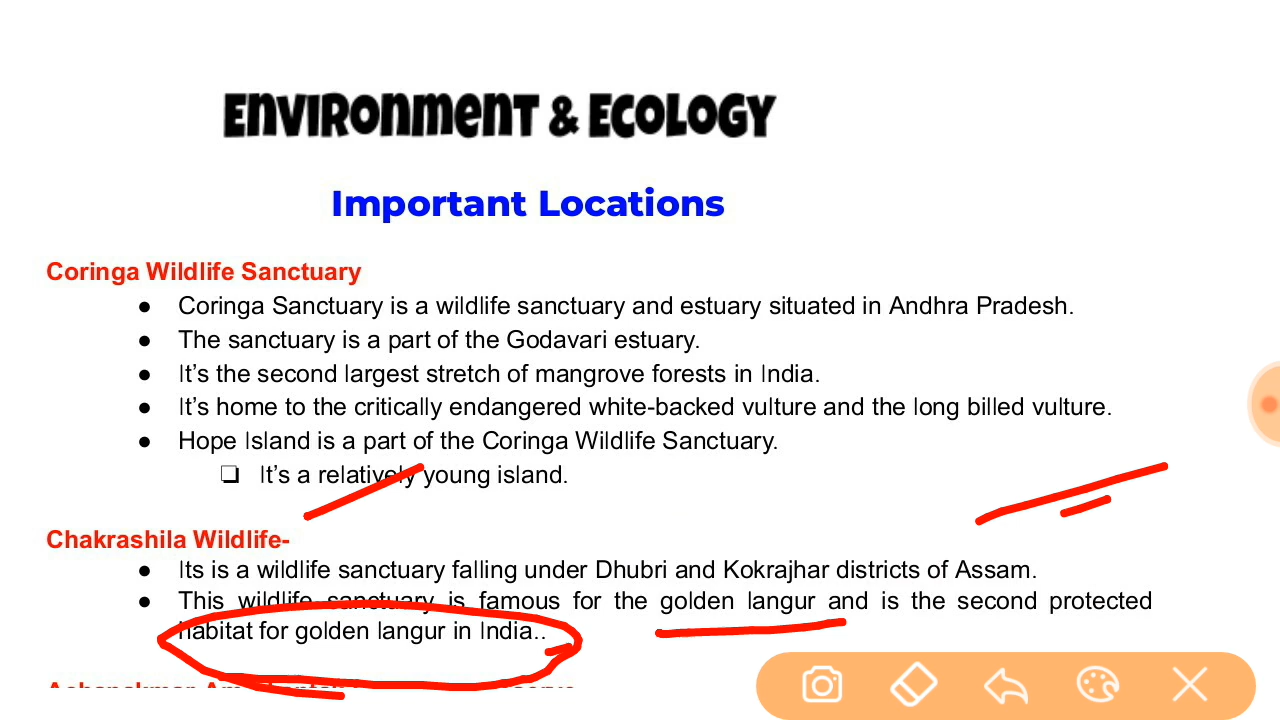 Environment & Ecology
Important Locations
Coringa Wildlife Sanctuary
● Coringa Sanctuary is a wildlife sanctuary and estuary situated in Andhra Pradesh.
● The sanctuary is a part of the Godavari estuary.
● It’s the second largest stretch of mangrove forests in India.
● It’s home to the critically endangered white-backed vulture and the long billed vulture.
● Hope Island is a part of the Coringa Wildlife Sanctuary.
❏ It’s a relatively young island.
Chakrashila Wildlife-
● Its is a wildlife sanctuary falling under Dhubri and Kokrajhar districts of Assam.
● This wildlife sanctuary is famous for the golden langur and is the second protected
habitat for golden langur in India..